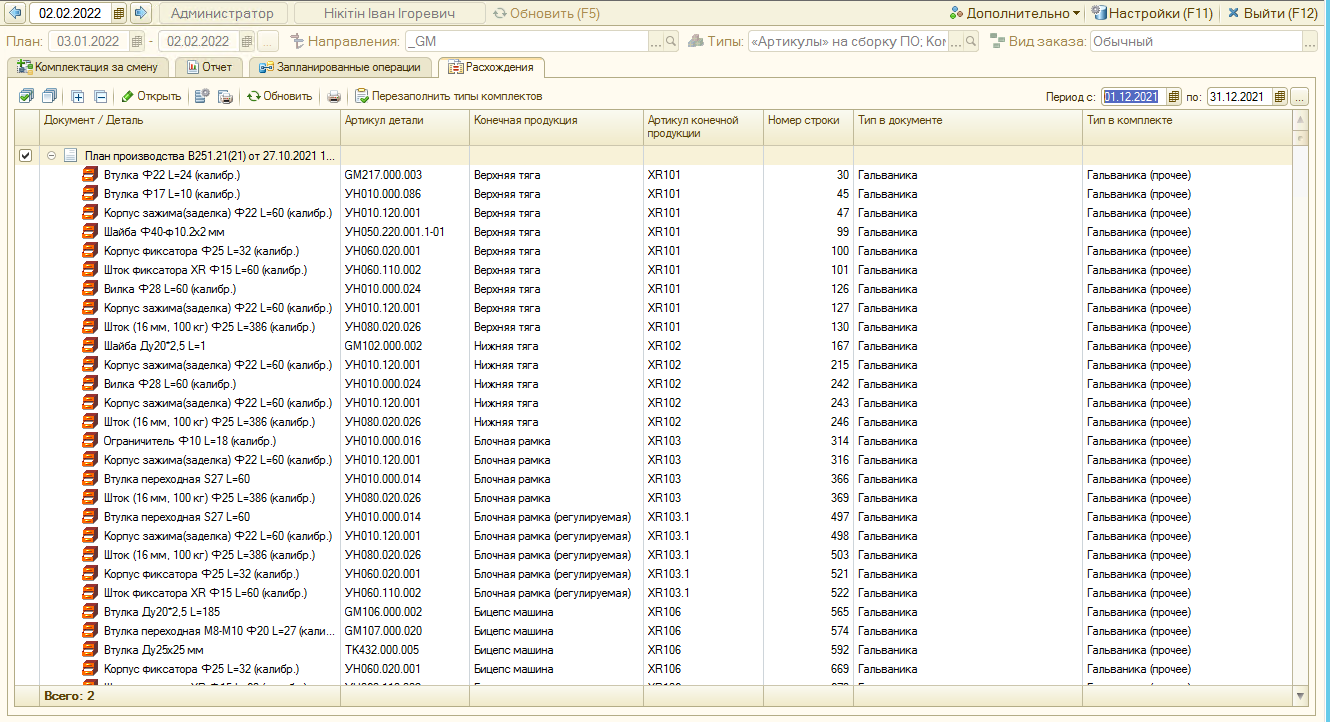 02.02.2022 Администратор Нікітін Іван Ігоревич Обновить (F5) Дополнительно Настройки (F11) Выйти (F12)
План: 03.01.2022 - 02.02.2022 ... Направления: _GM ... Типы: «Артикулы» на сборку ПО; Ком ... Вид заказа: Обычный ...
Комплектация за смену Отчет Запланированные операции Расхождения
Открыть Обновить Перезаполнить типы комплектов Период с: 01.12.2021 по: 31.12.2021 ...
Документ / Деталь Артикул детали Конечная продукция Артикул конечной продукции Номер строки Тип в документе Тип в комплекте
План производства В251.21(21) от 27.10.2021 1...
Втулка Ф22 L=24 (калибр.) GM217.000.003 Верхняя тяга XR101 30 Гальваника Гальваника (прочее)
Втулка Ф17 L=10 (калибр.) УН010.000.086 Верхняя тяга XR101 45 Гальваника Гальваника (прочее)
Корпус зажима(заделка) Ф22 L=60 (калибр.) УН010.120.001 Верхняя тяга XR101 47 Гальваника Гальваника (прочее)
Шайба Ф40-ф10.2х2 мм УН050.220.001.1-01 Верхняя тяга XR101 99 Гальваника Гальваника (прочее)
Корпус фиксатора Ф25 L=32 (калибр.) УН060.020.001 Верхняя тяга XR101 100 Гальваника Гальваника (прочее)
Шток фиксатора XR Ф15 L=60 (калибр.) УН060.110.002 Верхняя тяга XR101 101 Гальваника Гальваника (прочее)
Вилка Ф28 L=60 (калибр.) УН010.000.024 Верхняя тяга XR101 126 Гальваника Гальваника (прочее)
Корпус зажима(заделка) Ф22 L=60 (калибр.) УН010.120.001 Верхняя тяга XR101 127 Гальваника Гальваника (прочее)
Шток (16 мм, 100 кг) Ф25 L=386 (калибр.) УН080.020.026 Верхняя тяга XR101 130 Гальваника Гальваника (прочее)
Шайба Ду20*2,5 L=1 GM102.000.002 Нижняя тяга XR102 167 Гальваника Гальваника (прочее)
Корпус зажима(заделка) Ф22 L=60 (калибр.) УН010.120.001 Нижняя тяга XR102 215 Гальваника Гальваника (прочее)
Вилка Ф28 L=60 (калибр.) УН010.000.024 Нижняя тяга XR102 242 Гальваника Гальваника (прочее)
Корпус зажима(заделка) Ф22 L=60 (калибр.) УН010.120.001 Нижняя тяга XR102 243 Гальваника Гальваника (прочее)
Шток (16 мм, 100 кг) Ф25 L=386 (калибр.) УН080.020.026 Нижняя тяга XR102 246 Гальваника Гальваника (прочее)
Ограничитель Ф10 L=18 (калибр.) УН010.000.016 Блочная рамка XR103 314 Гальваника Гальваника (прочее)
Корпус зажима(заделка) Ф22 L=60 (калибр.) УН010.120.001 Блочная рамка XR103 316 Гальваника Гальваника (прочее)
Втулка переходная S27 L=60 УН010.000.014 Блочная рамка XR103 366 Гальваника Гальваника (прочее)
Шток (16 мм, 100 кг) Ф25 L=386 (калибр.) УН080.020.026 Блочная рамка XR103 369 Гальваника Гальваника (прочее)
Втулка переходная S27 L=60 УН010.000.014 Блочная рамка (регулируемая) XR103.1 497 Гальваника Гальваника (прочее)
Корпус зажима(заделка) Ф22 L=60 (калибр.) УН010.120.001 Блочная рамка (регулируемая) XR103.1 498 Гальваника Гальваника (прочее)
Шток (16 мм, 100 кг) Ф25 L=386 (калибр.) УН080.020.026 Блочная рамка (регулируемая) XR103.1 503 Гальваника Гальваника (прочее)
Корпус фиксатора Ф25 L=32 (калибр.) УН060.020.001 Блочная рамка (регулируемая) XR103.1 521 Гальваника Гальваника (прочее)
Шток фиксатора XR Ф15 L=60 (калибр.) УН060.110.002 Блочная рамка (регулируемая) XR103.1 522 Гальваника Гальваника (прочее)
Втулка Ду20*2,5 L=185 GM106.000.002 Бицепс машина XR106 565 Гальваника Гальваника (прочее)
Втулка переходная М8-М10 Ф20 L=27 (кали... GM107.000.020 Бицепс машина XR106 574 Гальваника Гальваника (прочее)
Втулка Ду25х25 мм ТК432.000.005 Бицепс машина XR106 592 Гальваника Гальваника (прочее)
Корпус фиксатора Ф25 L=32 (калибр.) УН060.020.001 Бицепс машина XR106 669 Гальваника Гальваника (прочее)
Всего: 2